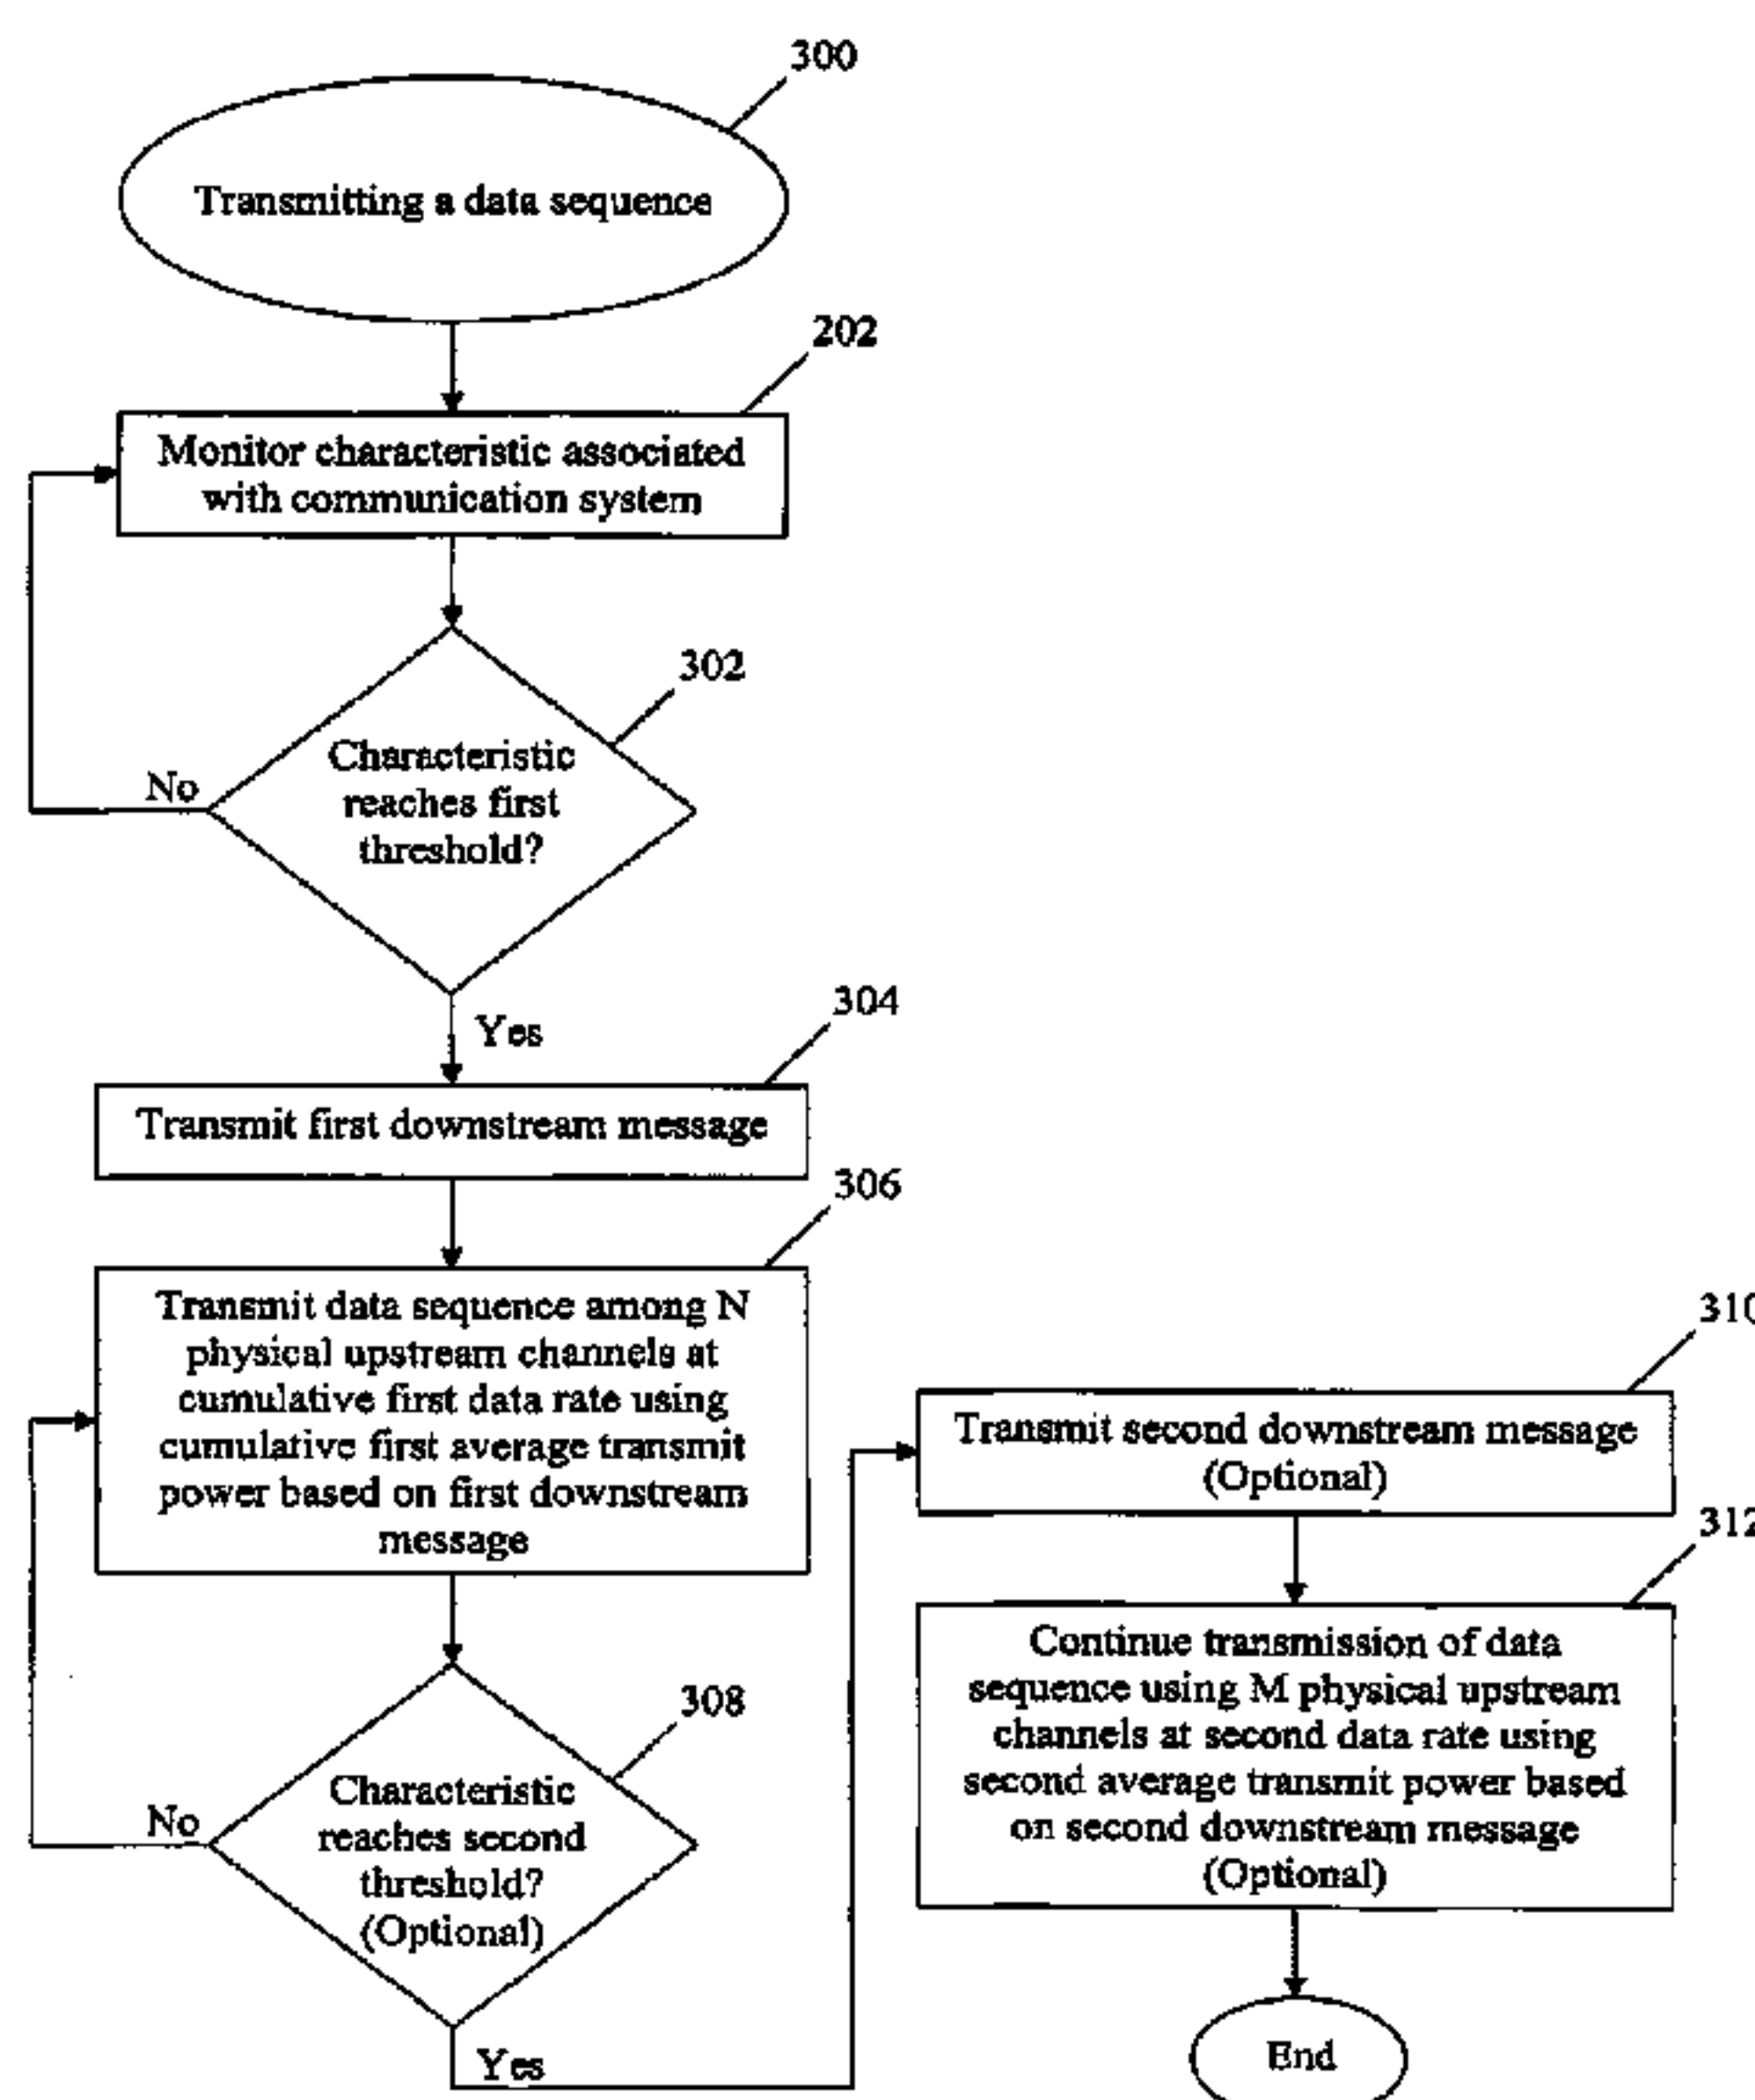 300
Transmitting a data sequence
202
Monitor characteristic associated
with communication system
302
Characteristic
reaches first
threshold?
No
Yes
304
Transmit first downstream message
306
Transmit data sequence among N
physical upstream channels at
cumulative first data rate using
cumulative first average transmit
power based on first downstream
message
308
Characteristic
reaches second
threshold?
(Optional)
No
Yes
310
Transmit second downstream message
(Optional)
312
Continue transmission of data
sequence using M physical upstream
channels at second data rate using
second average transmit power based
on second downstream message
(Optional)
End